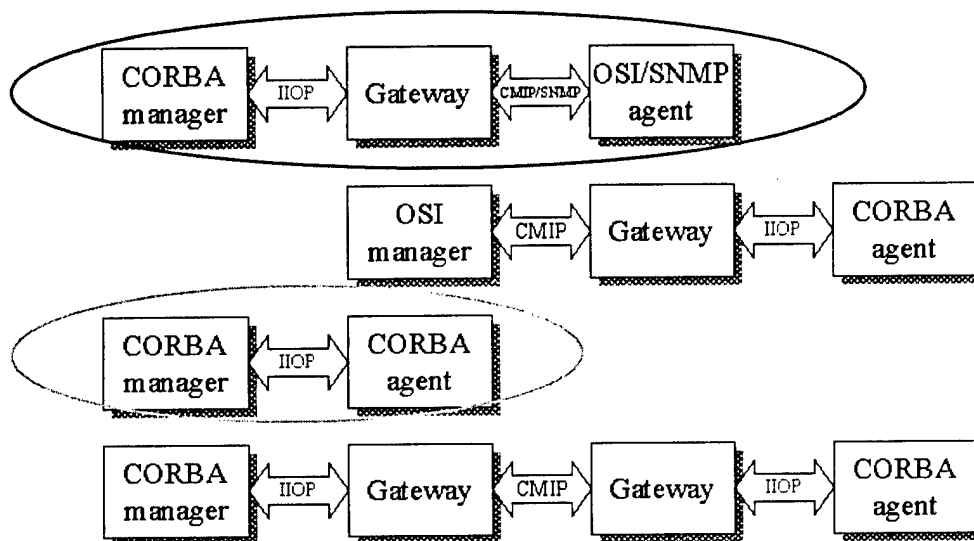 CORBA
manager
IIOP
Gateway
CMIP/SNMP
OSI/SNMP
agent
OSI
manager
CMIP
Gateway
IIOP
CORBA
agent
CORBA
manager
IIOP
CORBA
agent
CORBA
manager
IIOP
Gateway
CMIP
Gateway
IIOP
CORBA
agent